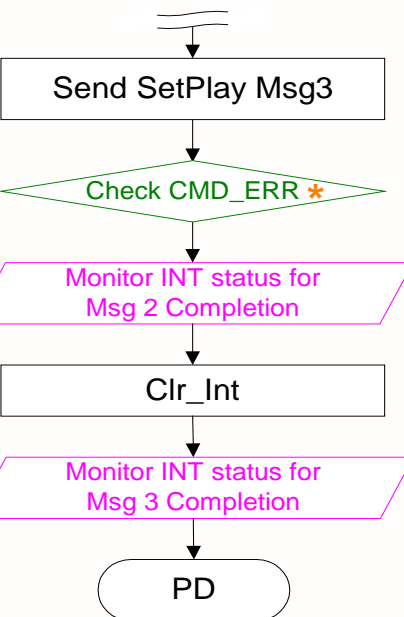 Send SetPlay Msg3
Check CMD_ERR *
Monitor INT status for
Msg 2 Completion
Clr_Int
Monitor INT status for
Msg 3 Completion
PD